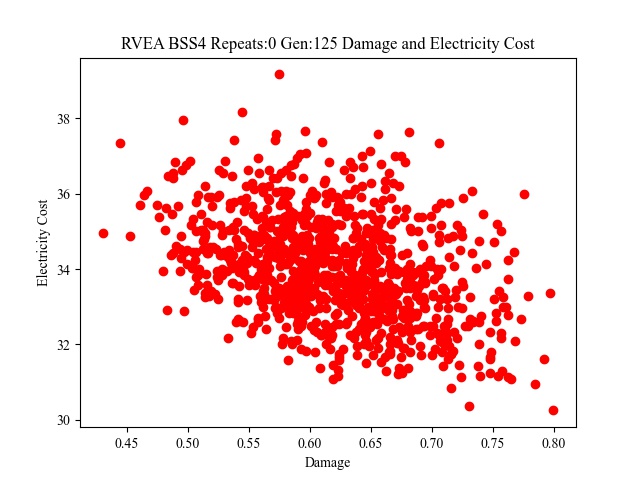 RVEA BSS4 Repeats:0 Gen:125 Damage and Electricity Cost
38
36
34
32
30
Electricity Cost
0.45 0.50 0.55 0.60 0.65 0.70 0.75 0.80
Damage